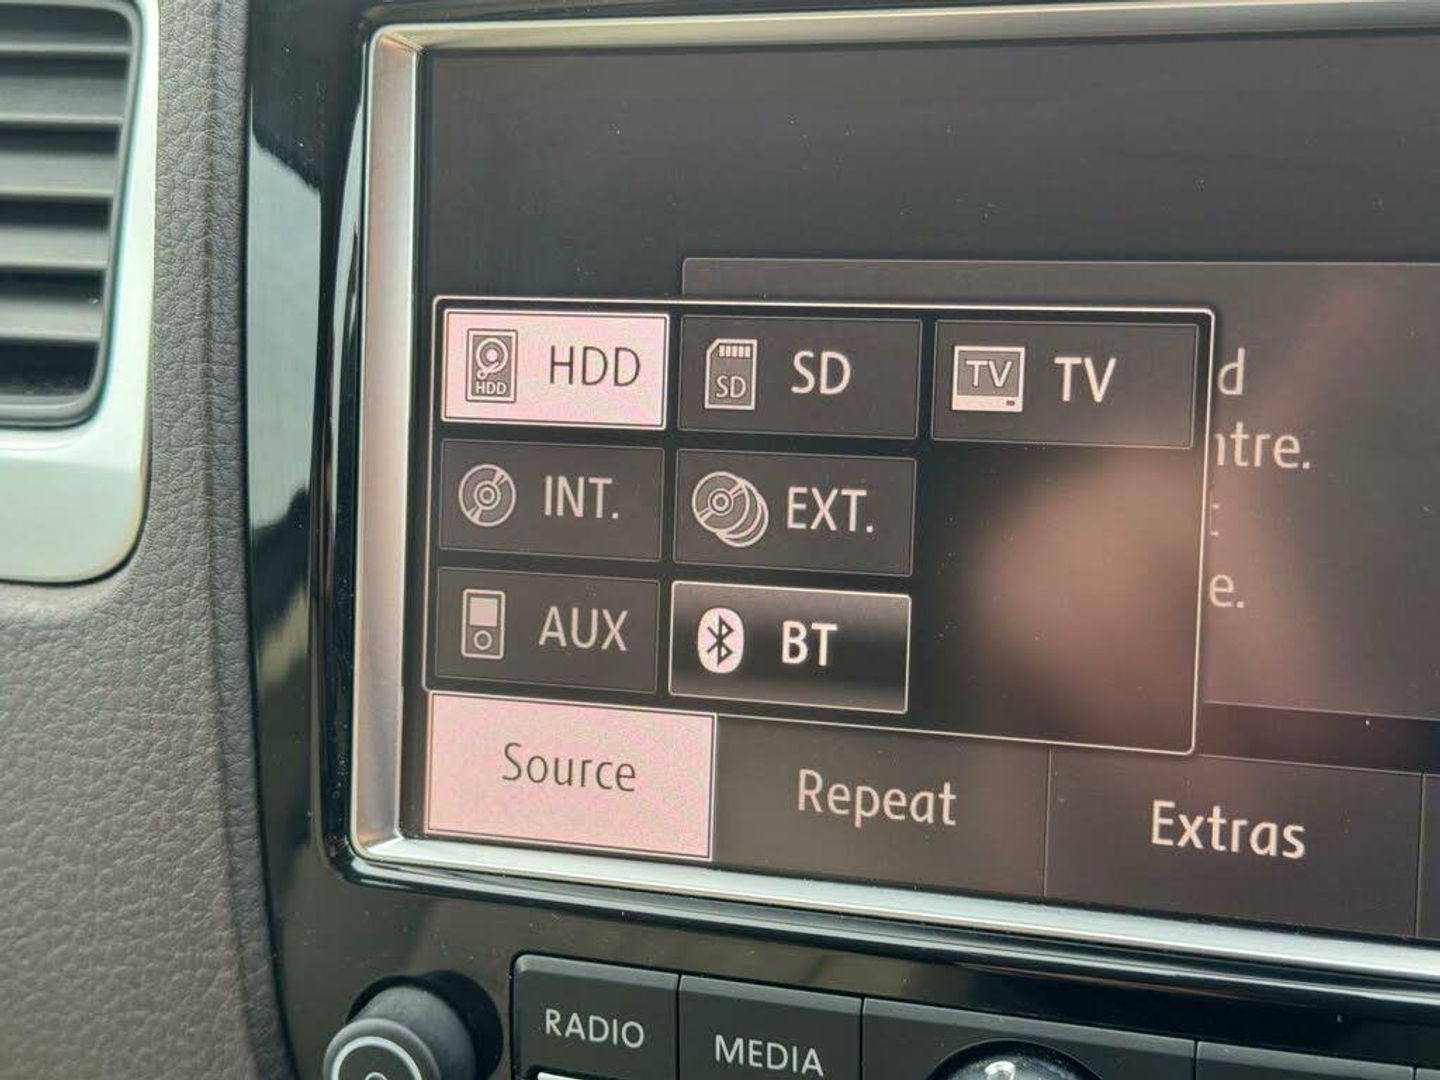 HDD HDD
SD SD
TV TV
d
INT.
EXT.
ntre.
AUX
BT
e.
Source
Repeat
Extras
RADIO
MEDIA